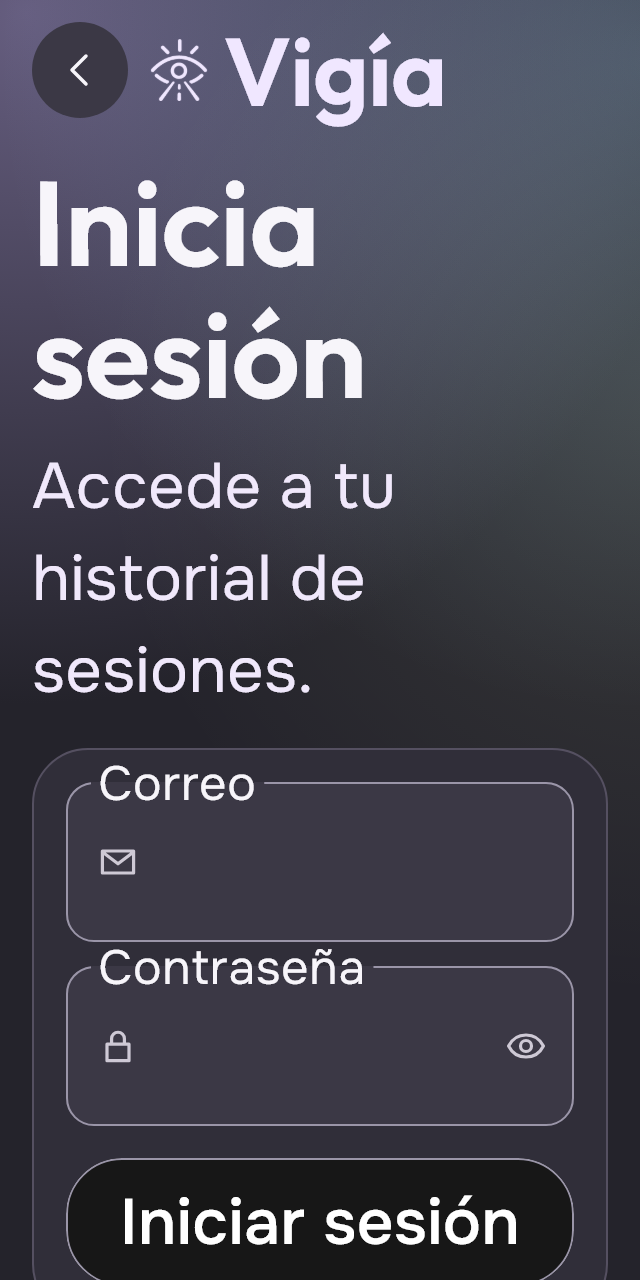 Vigía
Inicia
sesión
Accede a tu
historial de
sesiones.
Correo
Contraseña
Iniciar sesión